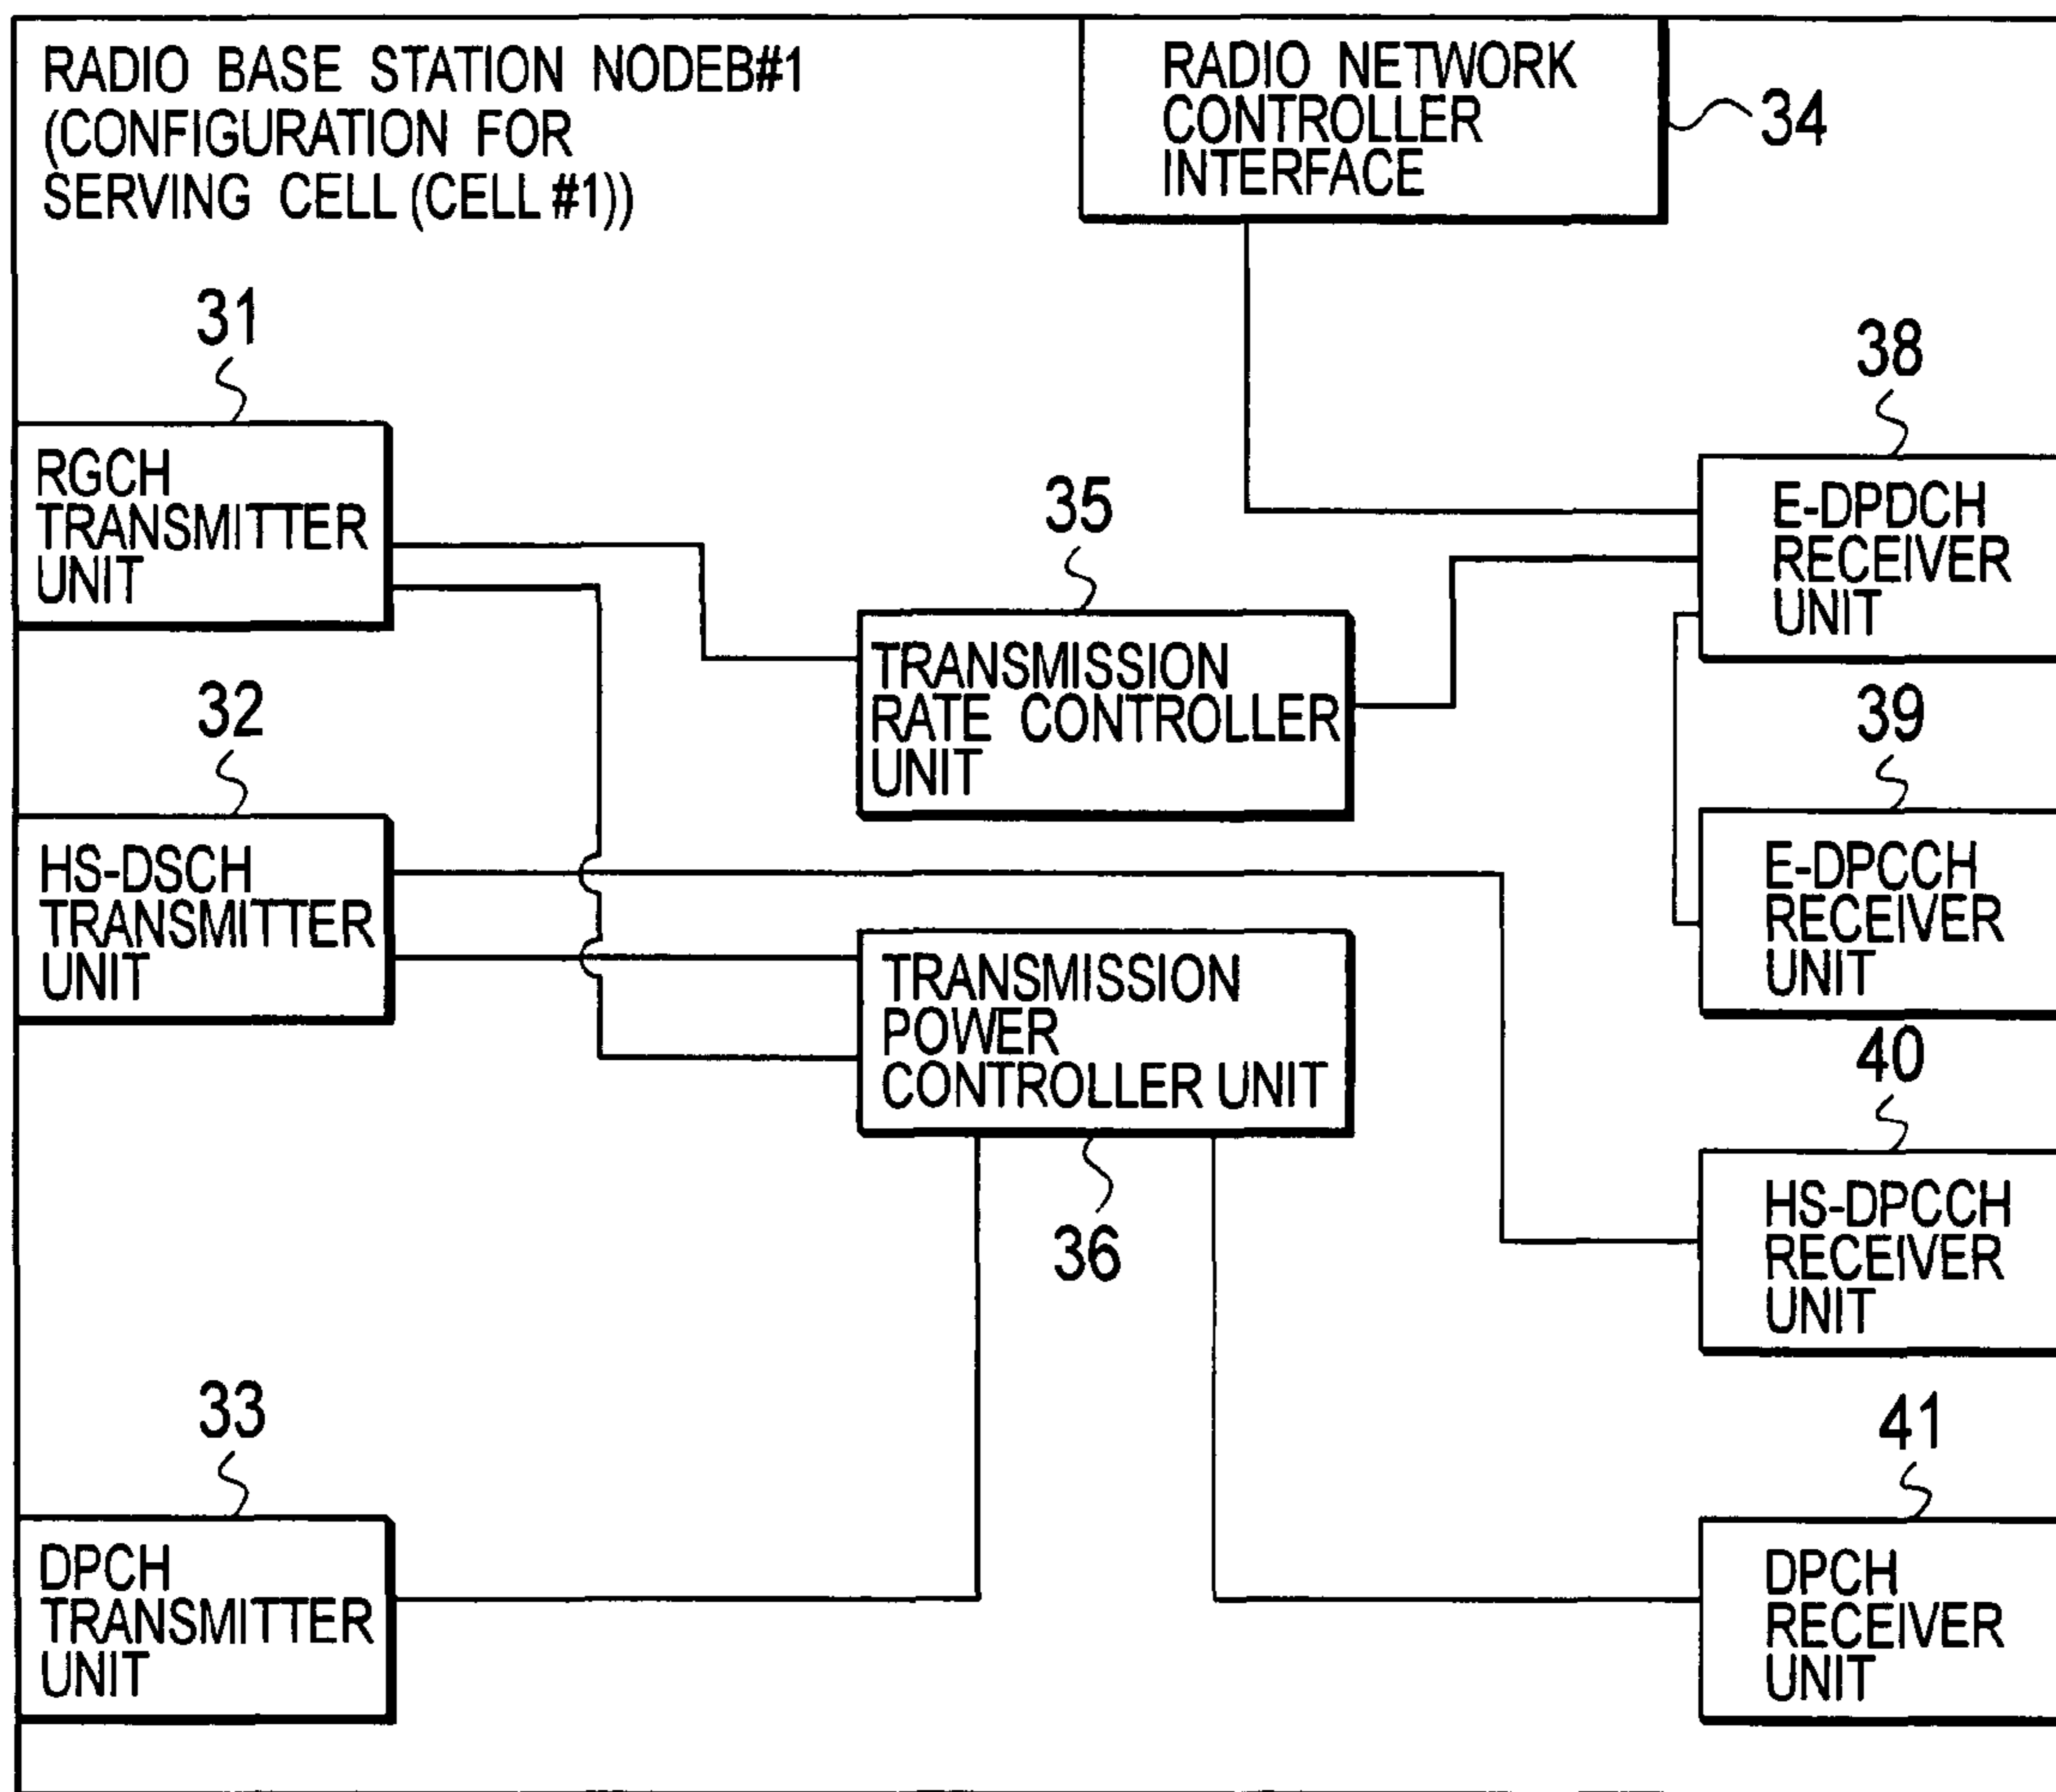 RADIO BASE STATION NODEB#1
(CONFIGURATION FOR
SERVING CELL (CELL #1))
RADIO NETWORK
CONTROLLER
INTERFACE
34
31
RGCH
TRANSMITTER
UNIT
35
TRANSMISSION
RATE CONTROLLER
UNIT
38
E-DPDCH
RECEIVER
UNIT
32
HS-DSCH
TRANSMITTER
UNIT
TRANSMISSION
POWER
CONTROLLER UNIT
36
39
E-DPCCH
RECEIVER
UNIT
40
HS-DPCCH
RECEIVER
UNIT
33
DPCH
TRANSMITTER
UNIT
41
DPCH
RECEIVER
UNIT